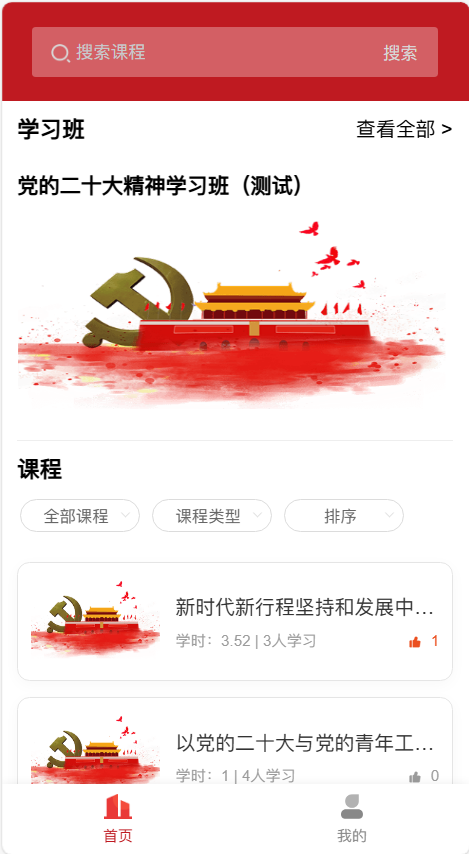 搜索课程 搜索
学习班 查看全部 >
党的二十大精神学习班（测试）
课程
全部课程 课程类型 排序
新时代新行程坚持和发展中...
学时：3.52 | 3人学习 1
以党的二十大与党的青年工...
学时：1 | 4人学习 0
首页 我的